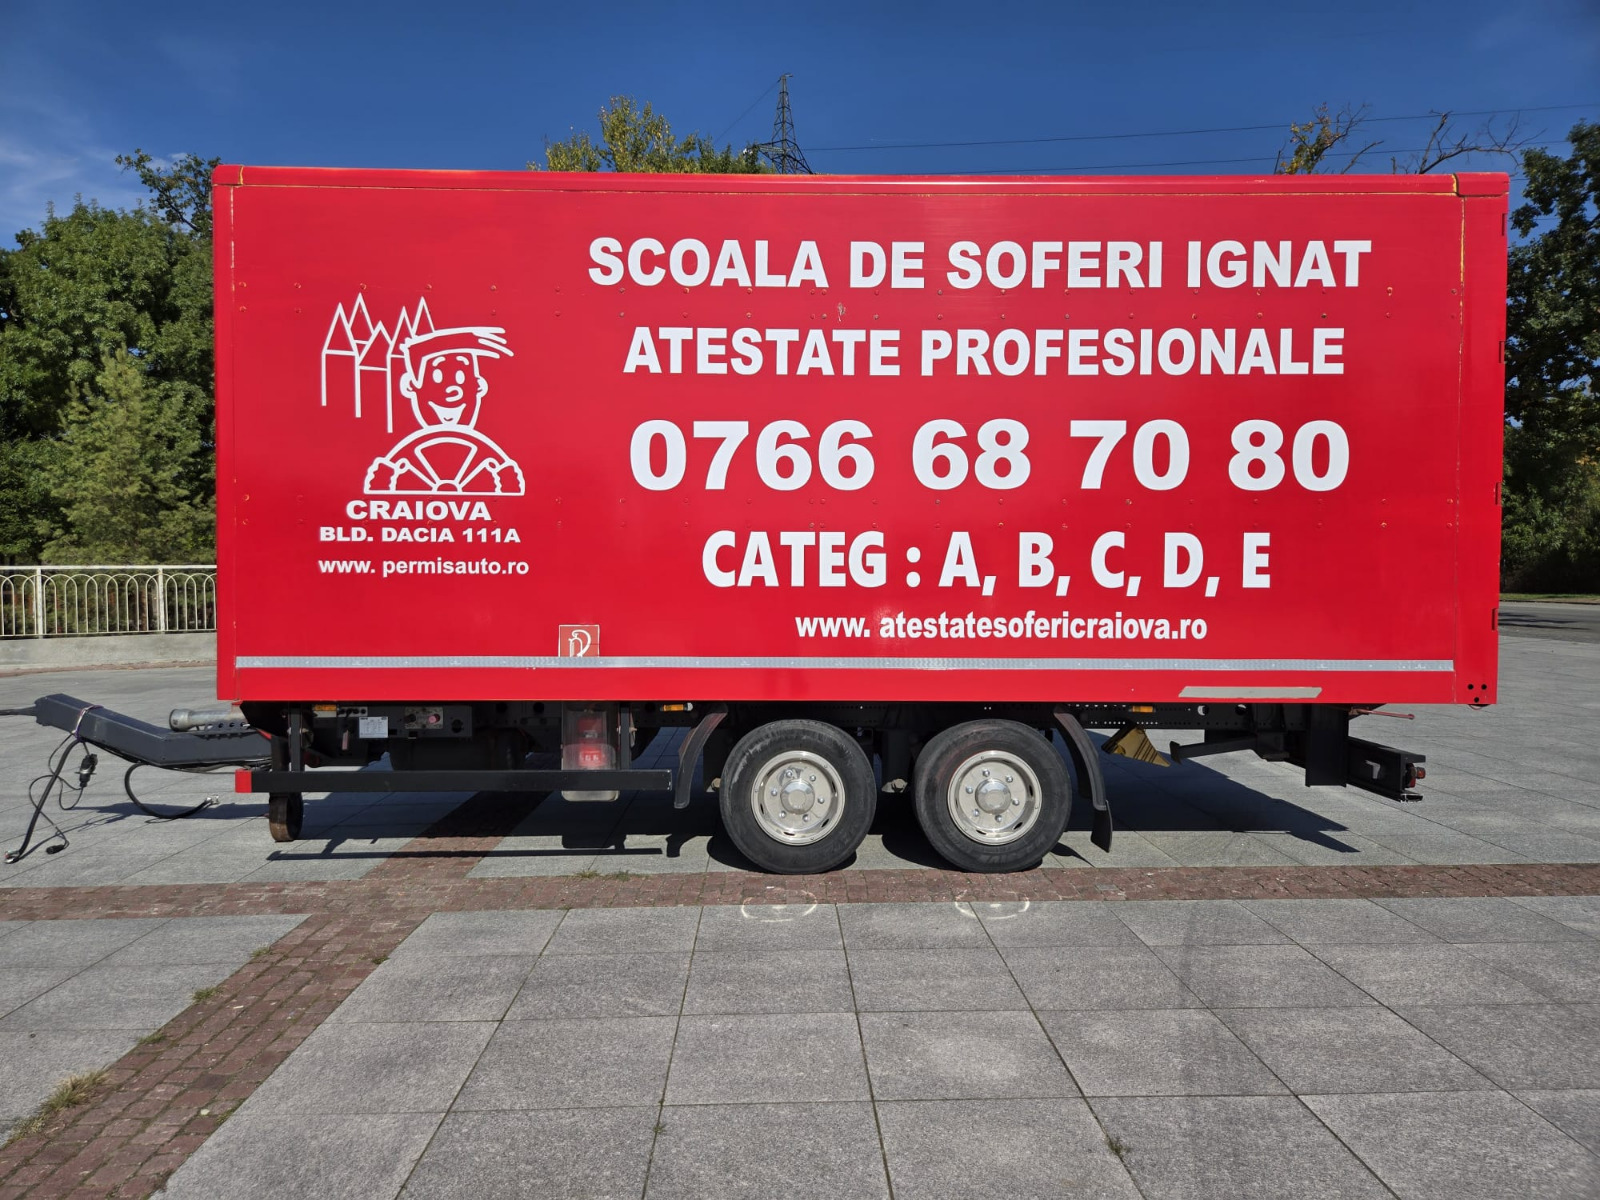 SCOALA DE SOFERI IGNAT
ATESTATE PROFESIONALE
0766 68 70 80
CATEG : A, B, C, D, E
www. atestatesofericraiova.ro
CRAIOVA
BLD. DACIA 111A
www. permisauto.ro